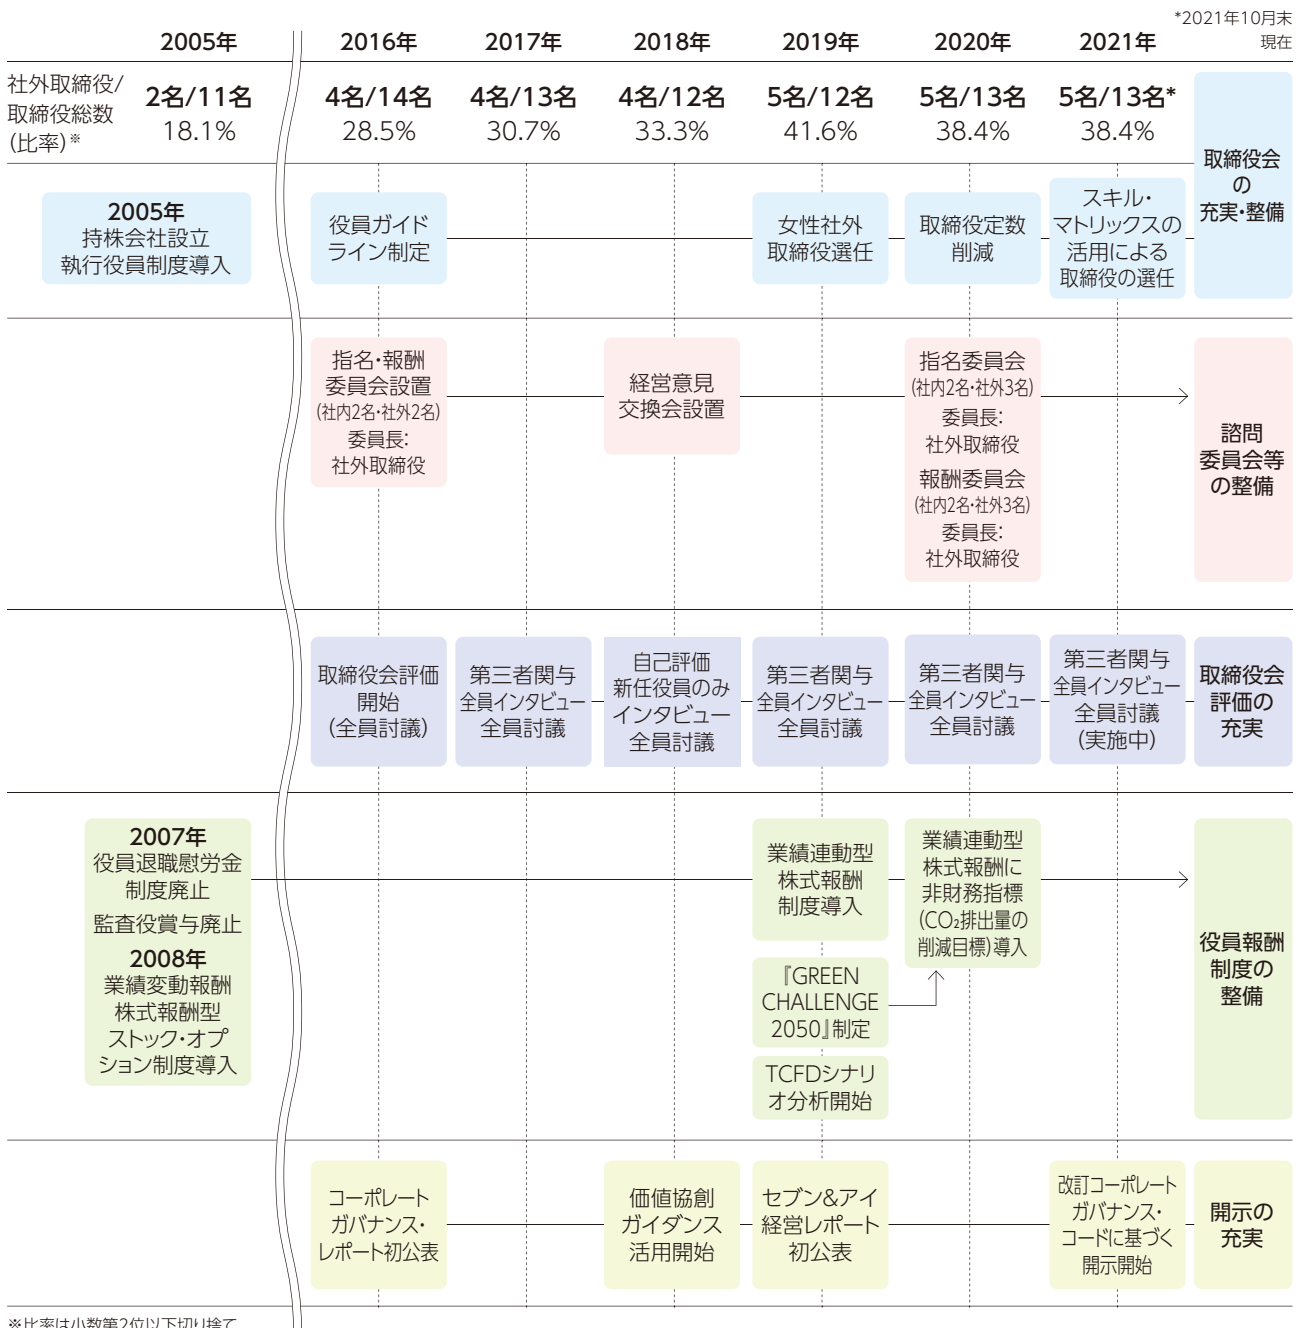 *2021年10月末
現在
2005年
2016年
2017年
2018年
2019年
2020年
2021年
社外取締役/
取締役総数
(比率)※
2名/11名
18.1%
4名/14名
28.5%
4名/13名
30.7%
4名/12名
33.3%
5名/12名
41.6%
5名/13名
38.4%
5名/13名*
38.4%
取締役会
の
充実・整備
2005年
持株会社設立
執行役員制度導入
役員ガイド
ライン制定
女性社外
取締役選任
取締役定数
削減
スキル・
マトリックスの
活用による
取締役の選任
指名・報酬
委員会設置
(社内2名・社外2名)
委員長:
社外取締役
経営意見
交換会設置
指名委員会
(社内2名・社外3名)
委員長:
社外取締役
報酬委員会
(社内2名・社外3名)
委員長:
社外取締役
諮問
委員会等
の整備
取締役会評価
開始
(全員討議)
第三者関与
全員インタビュー
全員討議
自己評価
新任役員のみ
インタビュー
全員討議
第三者関与
全員インタビュー
全員討議
第三者関与
全員インタビュー
全員討議
第三者関与
全員インタビュー
全員討議
(実施中)
取締役会
評価の
充実
2007年
役員退職慰労金
制度廃止
監査役賞与廃止
2008年
業績変動報酬
株式報酬型
ストック・オプ
ション制度導入
業績連動型
株式報酬
制度導入
『GREEN
CHALLENGE
2050』制定
TCFDシナリ
オ分析開始
業績連動型
株式報酬に
非財務指標
(CO₂排出量の
削減目標)導入
役員報酬
制度の
整備
コーポレート
ガバナンス・
レポート初公表
価値協創
ガイダンス
活用開始
セブン&アイ
経営レポート
初公表
改訂コーポレート
ガバナンス・
コードに基づく
開示開始
開示の
充実
※比率は小数第2位以下切り捨て